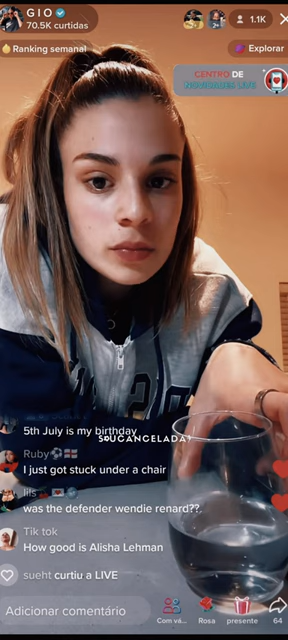 GIO
70.5K curtidas
1.1K
Ranking semanal
Explorar
CENTRO DE
NOVIDADES LIVE
5th July is my birthday
SOUCANCELADA
Ruby⚽🏴󠁧󠁢󠁥󠁮󠁧󠁿
I just got stuck under a chair
lils
was the defender wendie renard??
Tik tok
How good is Alisha Lehman
sueht curtiu a LIVE
Adicionar comentário
Com vá...
Rosa
presente
64